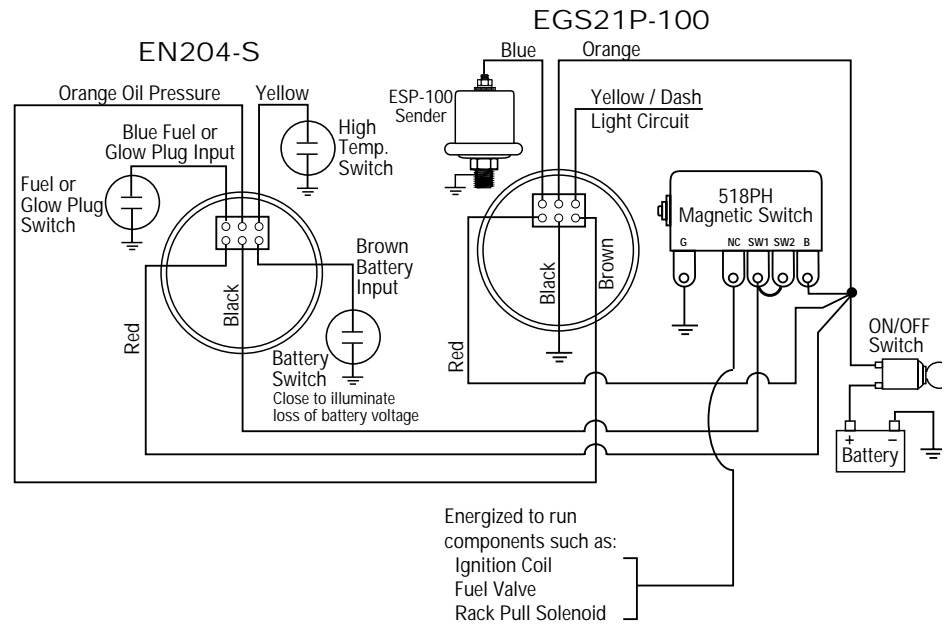 EN204-S
EGS21P-100
Orange Oil Pressure
Yellow
Blue Fuel or
Glow Plug Input
High
Temp.
Switch
Fuel or
Glow Plug
Switch
Brown
Battery
Input
Red
Black
Battery
Switch
Close to illuminate
loss of battery voltage
Blue
Orange
ESP-100
Sender
Yellow / Dash
Light Circuit
Red
Black
Brown
518PH
Magnetic Switch
G NC SW1 SW2 B
ON/OFF
Switch
+ −
Battery
Energized to run
components such as:
Ignition Coil
Fuel Valve
Rack Pull Solenoid